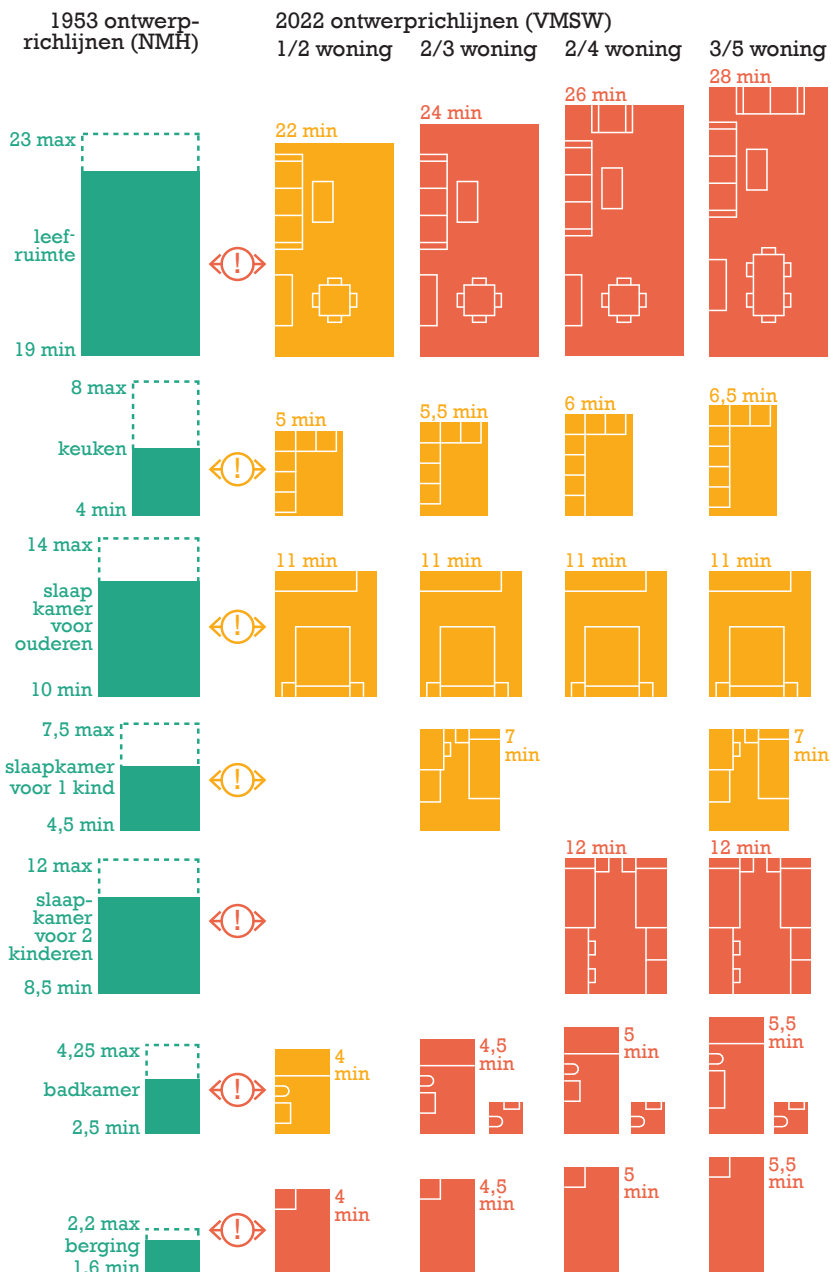 1953 ontwerp-
richlijnen (NMH)
2022 ontwerprichlijnen (VMSW)
1/2 woning
2/3 woning
2/4 woning
3/5 woning
23 max
leef-
ruimte
19 min
!
22 min
24 min
26 min
28 min
8 max
keuken
4 min
!
5 min
5,5 min
6 min
6,5 min
14 max
slaap
kamer
voor
ouderen
10 min
!
11 min
11 min
11 min
11 min
7,5 max
slaapkamer
voor 1 kind
4,5 min
!
7
min
7
min
12 max
slaap-
kamer
voor 2
kinderen
8,5 min
!
12 min
12 min
4,25 max
badkamer
2,5 min
!
4
min
4,5
min
5
min
5,5
min
2,2 max
berging
1,6 min
!
4
min
4,5
min
5
min
5,5
min